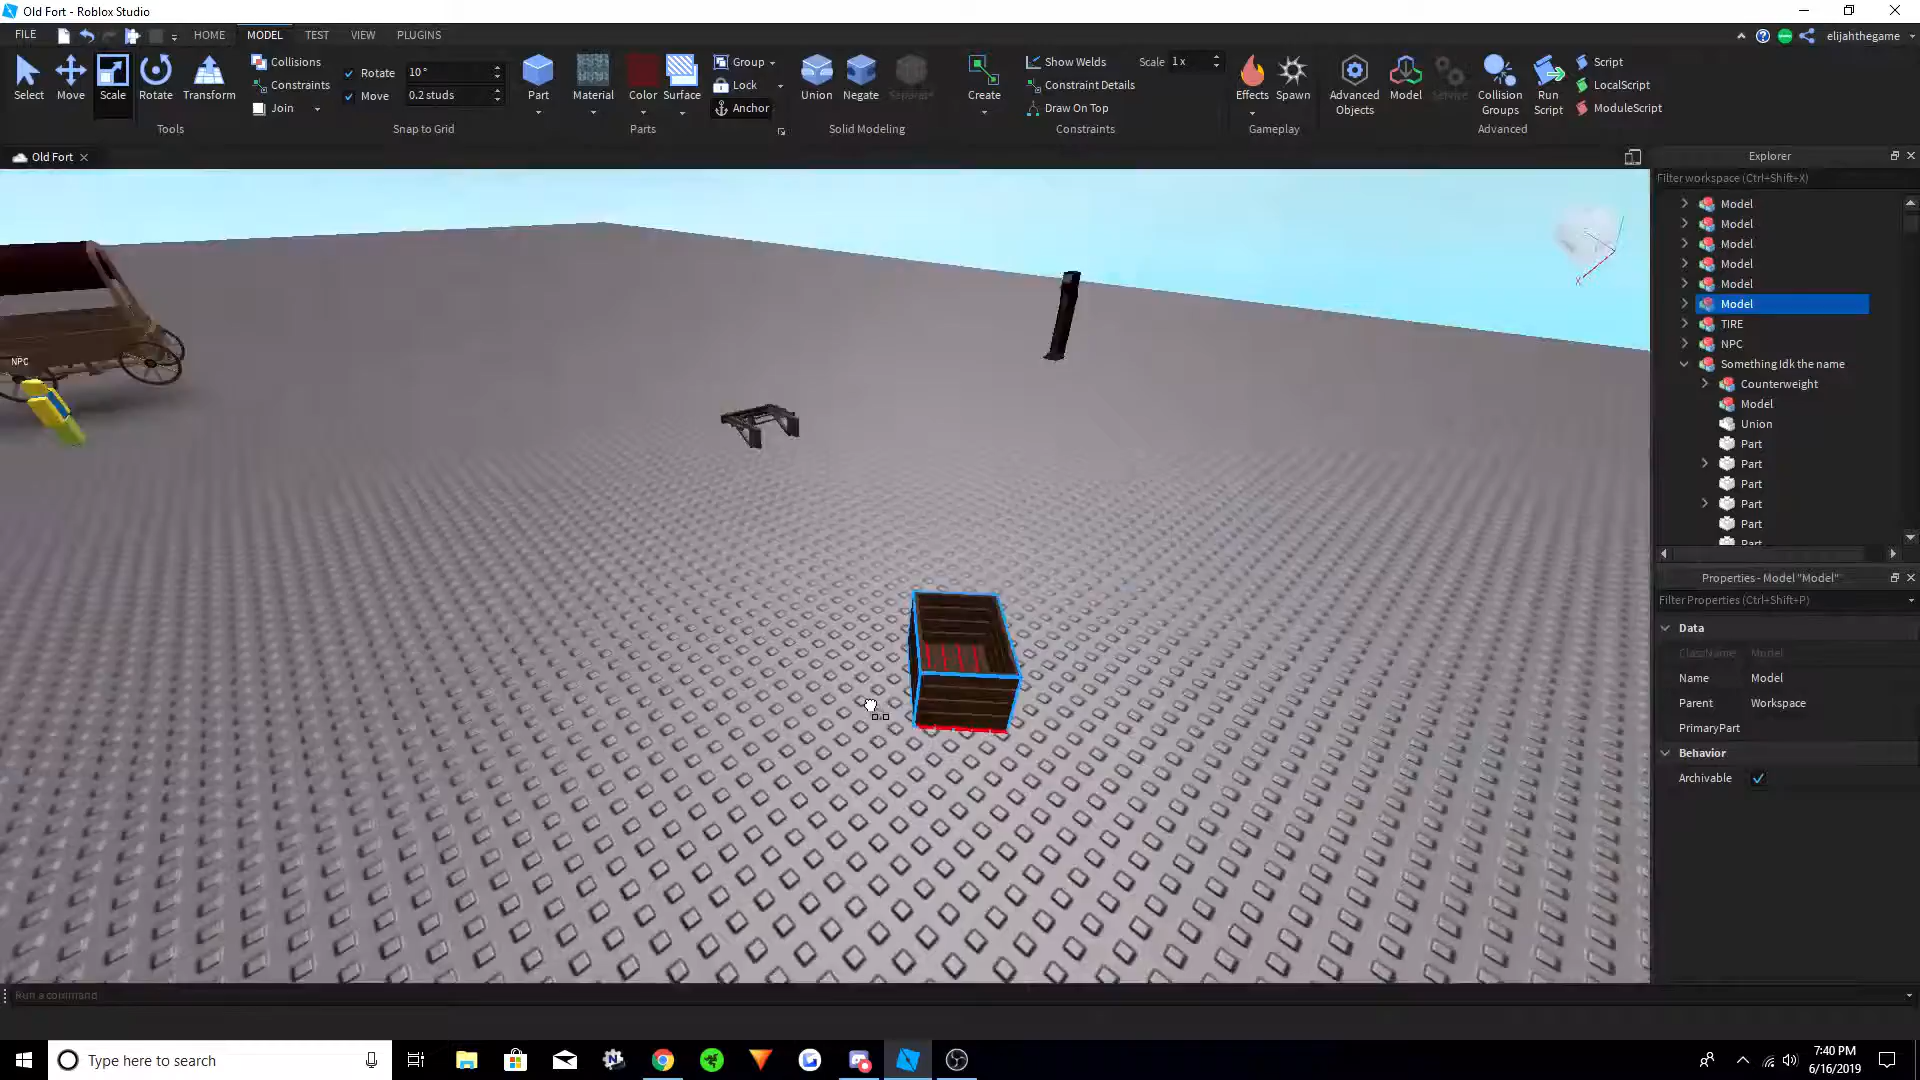 Old Fort - Roblox Studio
FILE HOME MODEL TEST VIEW PLUGINS elijahthegame
Select Move Scale Rotate Transform
Tools
Collisions
Constraints
Join
Rotate 10°
Move 0.2 studs
Snap to Grid
Part Material Color Surface
Group
Lock
Anchor
Parts
Union Negate Separate
Solid Modeling
Create
Show Welds
Constraint Details
Draw On Top
Scale 1 x
Constraints
Effects Spawn
Gameplay
Advanced Objects
Model
Service
Collision Groups
Run Script
Script
LocalScript
ModuleScript
Advanced
Old Fort
NPC
X
Explorer
Filter workspace (Ctrl+Shift+X)
Model
Model
Model
Model
Model
Model
TIRE
NPC
Something Idk the name
Counterweight
Model
Union
Part
Part
Part
Part
Part
Part
Properties - Model "Model"
Filter Properties (Ctrl+Shift+P)
Data
ClassName Model
Name Model
Parent Workspace
PrimaryPart
Behavior
Archivable
Run a command
Type here to search
7:40 PM
6/16/2019